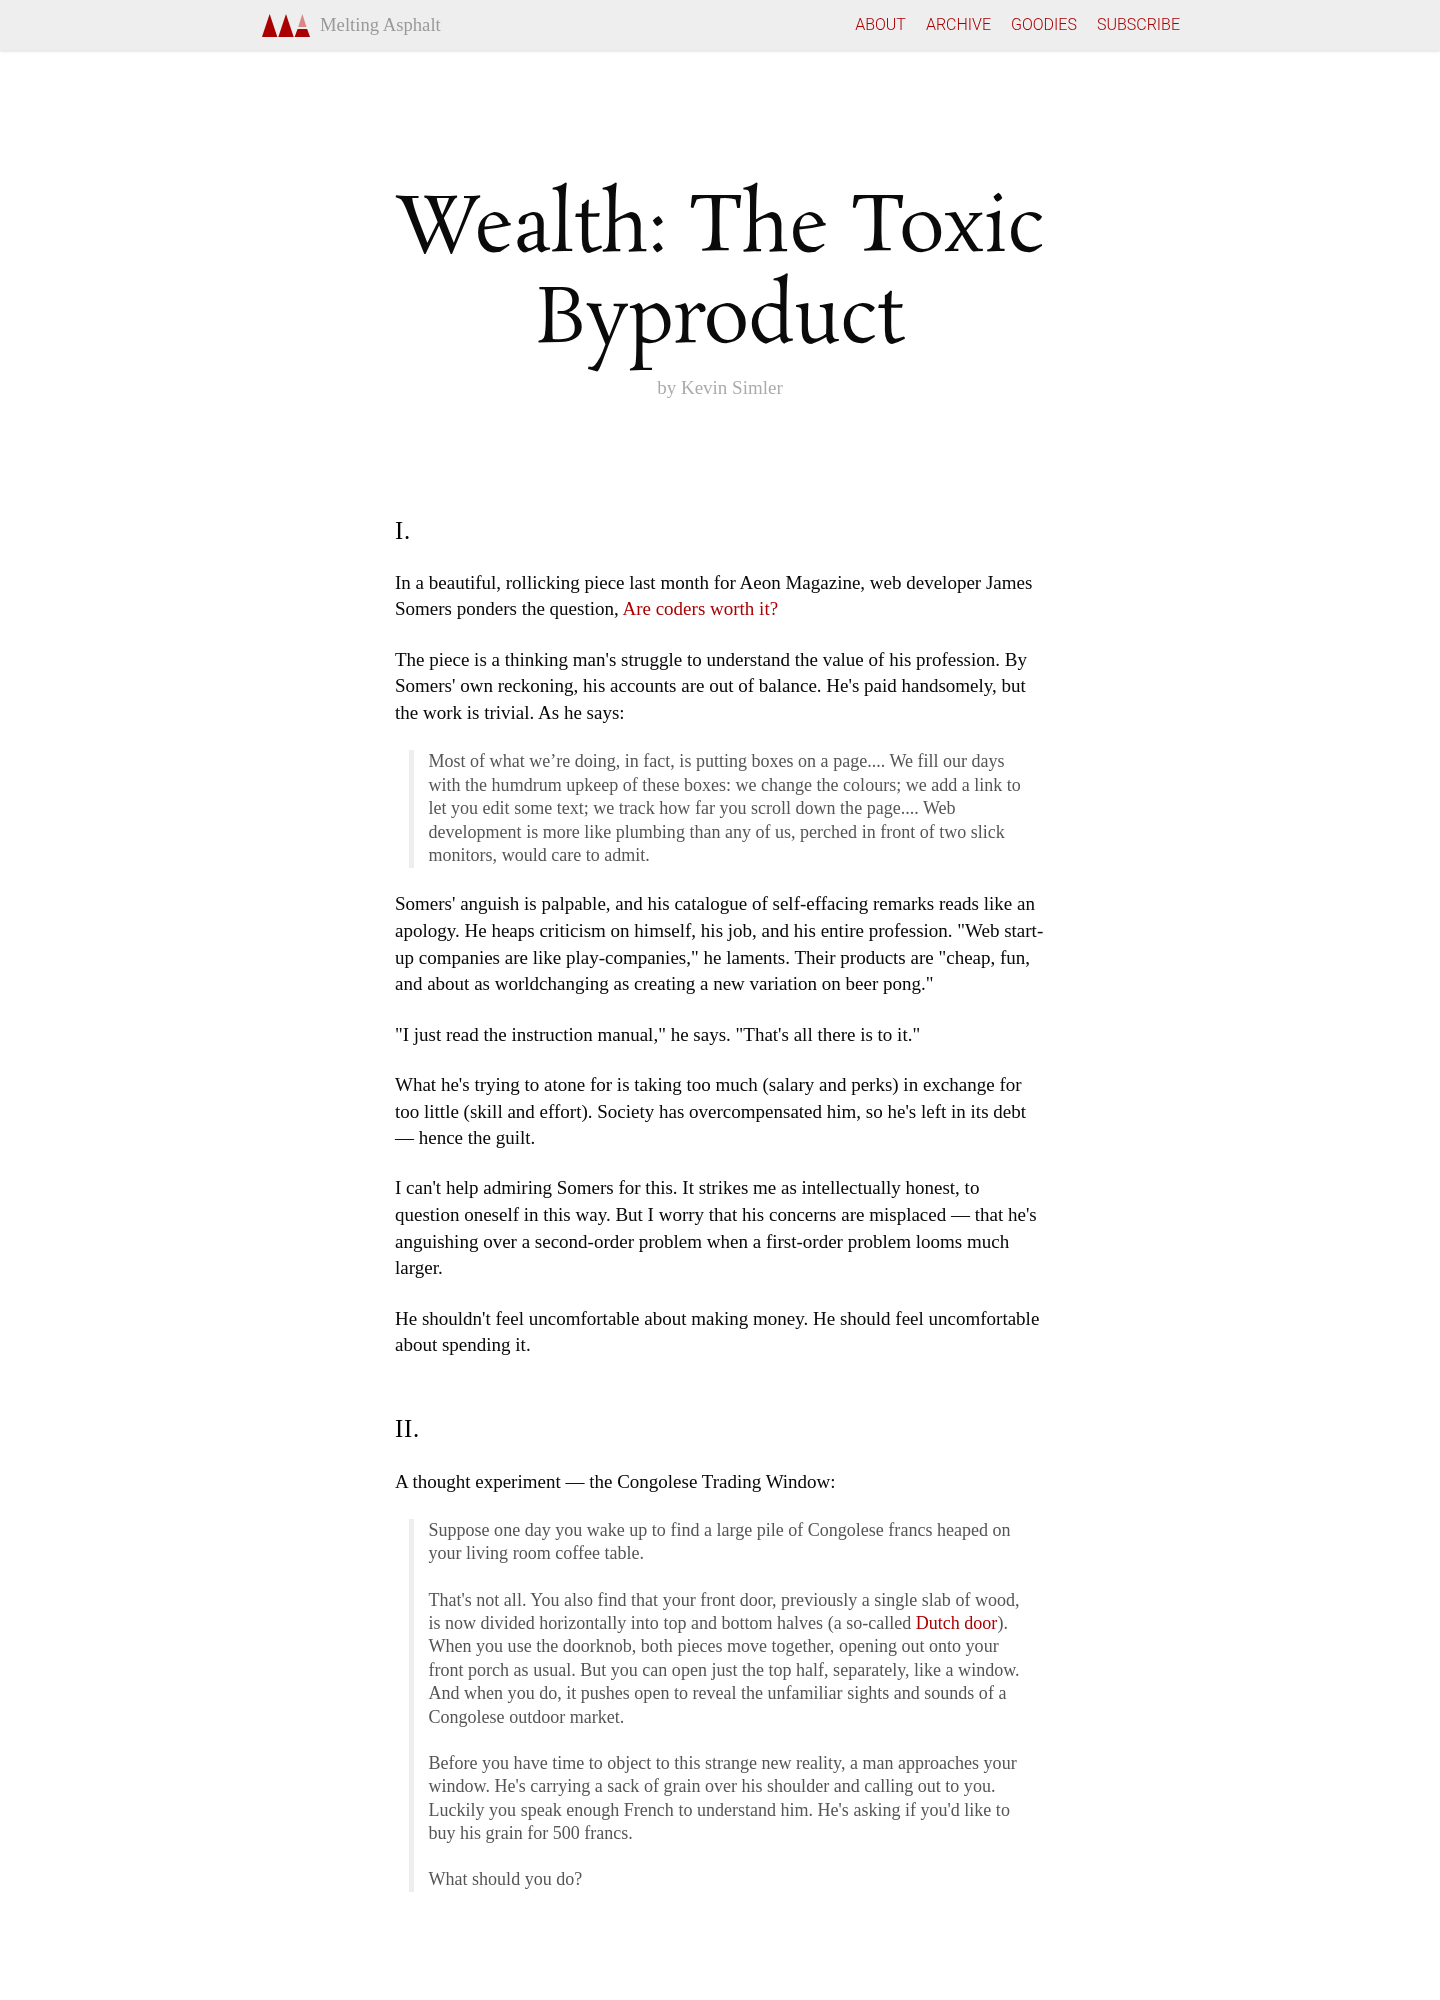 Melting Asphalt
ABOUT ARCHIVE GOODIES SUBSCRIBE
Wealth: The Toxic
Byproduct
by Kevin Simler
I.
In a beautiful, rollicking piece last month for Aeon Magazine, web developer James
Somers ponders the question, Are coders worth it?
The piece is a thinking man's struggle to understand the value of his profession. By
Somers' own reckoning, his accounts are out of balance. He's paid handsomely, but
the work is trivial. As he says:
Most of what we’re doing, in fact, is putting boxes on a page.... We fill our days
with the humdrum upkeep of these boxes: we change the colours; we add a link to
let you edit some text; we track how far you scroll down the page.... Web
development is more like plumbing than any of us, perched in front of two slick
monitors, would care to admit.
Somers' anguish is palpable, and his catalogue of self-effacing remarks reads like an
apology. He heaps criticism on himself, his job, and his entire profession. "Web start-
up companies are like play-companies," he laments. Their products are "cheap, fun,
and about as worldchanging as creating a new variation on beer pong."
"I just read the instruction manual," he says. "That's all there is to it."
What he's trying to atone for is taking too much (salary and perks) in exchange for
too little (skill and effort). Society has overcompensated him, so he's left in its debt
— hence the guilt.
I can't help admiring Somers for this. It strikes me as intellectually honest, to
question oneself in this way. But I worry that his concerns are misplaced — that he's
anguishing over a second-order problem when a first-order problem looms much
larger.
He shouldn't feel uncomfortable about making money. He should feel uncomfortable
about spending it.
II.
A thought experiment — the Congolese Trading Window:
Suppose one day you wake up to find a large pile of Congolese francs heaped on
your living room coffee table.
That's not all. You also find that your front door, previously a single slab of wood,
is now divided horizontally into top and bottom halves (a so-called Dutch door).
When you use the doorknob, both pieces move together, opening out onto your
front porch as usual. But you can open just the top half, separately, like a window.
And when you do, it pushes open to reveal the unfamiliar sights and sounds of a
Congolese outdoor market.
Before you have time to object to this strange new reality, a man approaches your
window. He's carrying a sack of grain over his shoulder and calling out to you.
Luckily you speak enough French to understand him. He's asking if you'd like to
buy his grain for 500 francs.
What should you do?